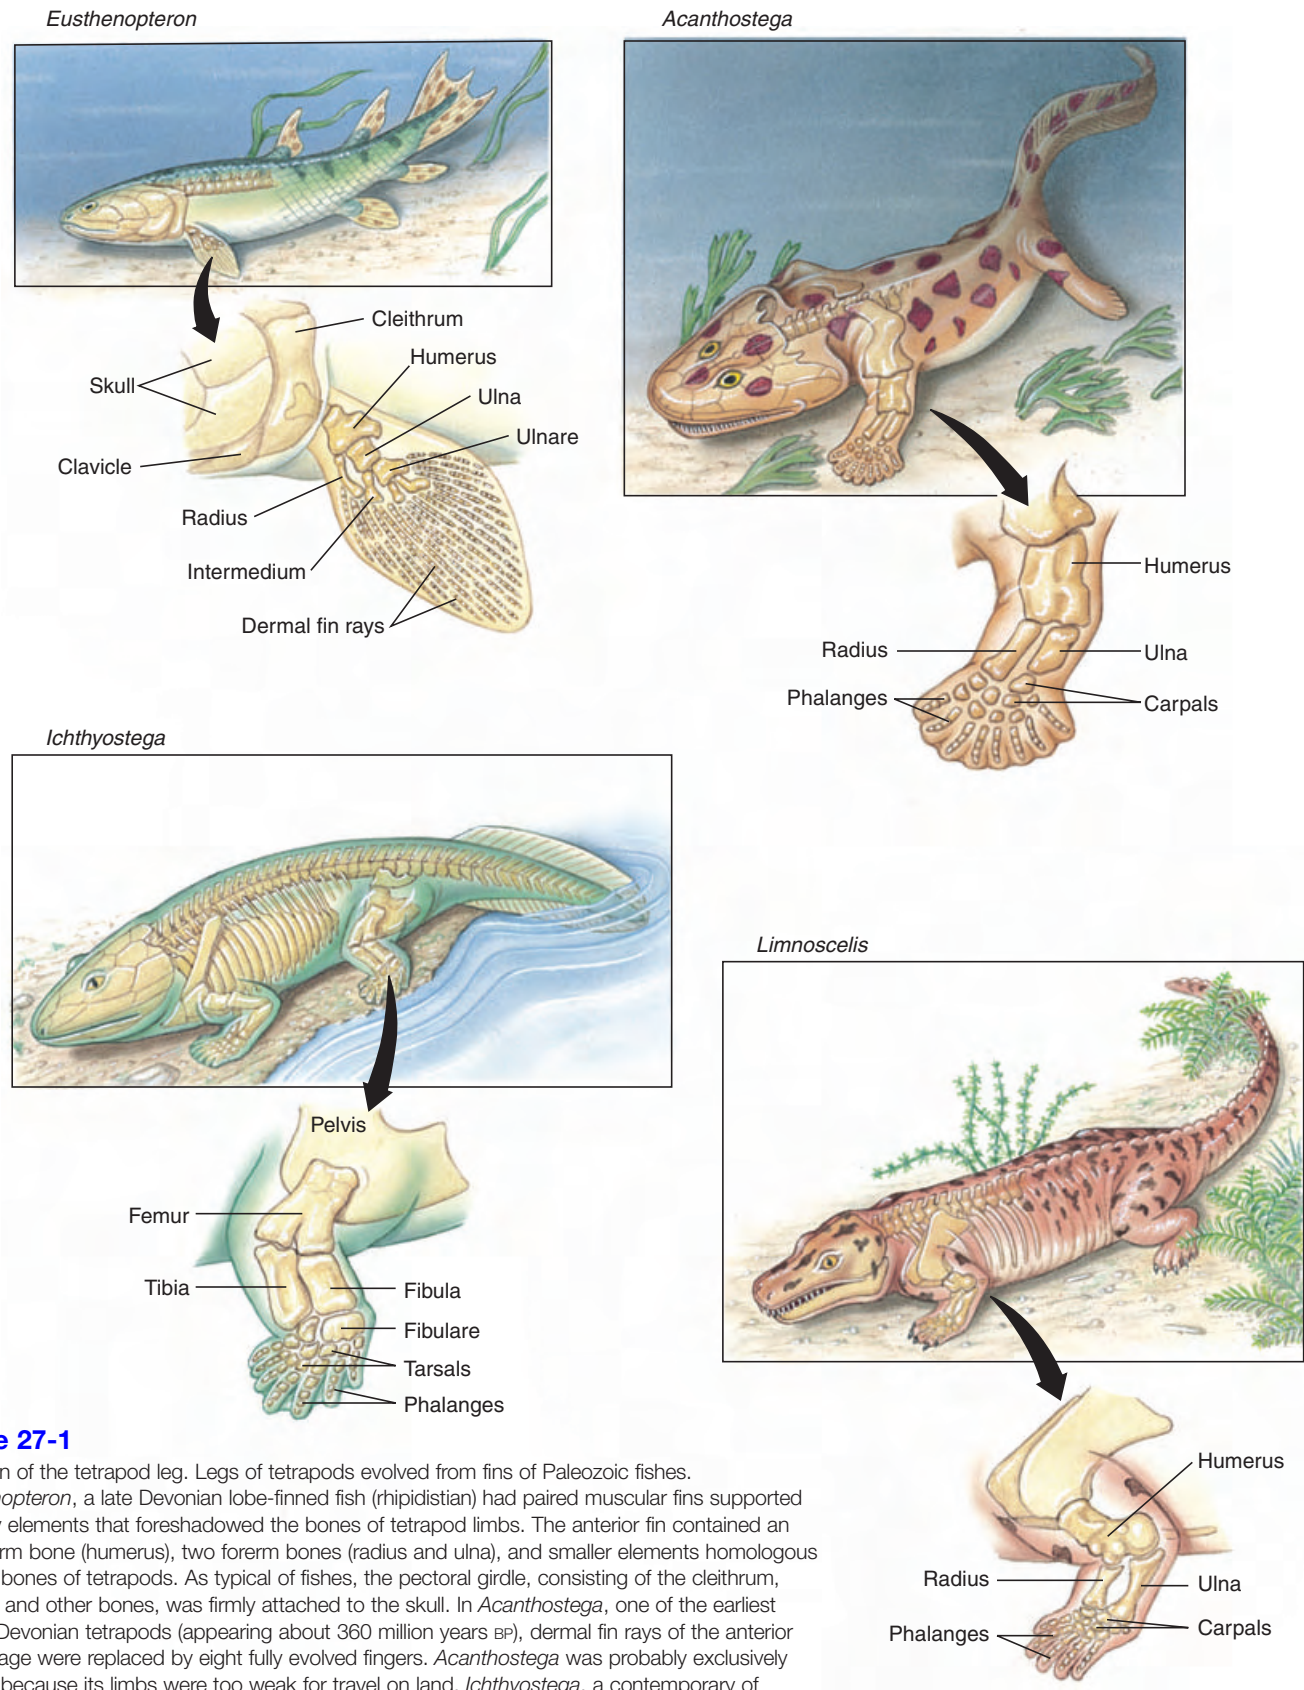 Eusthenopteron
Cleithrum
Humerus
Skull
Ulna
Ulnare
Clavicle
Radius
Intermedium
Dermal fin rays
Acanthostega
Humerus
Radius
Ulna
Phalanges
Carpals
Ichthyostega
Pelvis
Femur
Tibia
Fibula
Fibulare
Tarsals
Phalanges
Limnoscelis
Humerus
Radius
Ulna
Carpals
Phalanges
e 27-1
n of the tetrapod leg. Legs of tetrapods evolved from fins of Paleozoic fishes.
nopteron, a late Devonian lobe-finned fish (rhipidistian) had paired muscular fins supported
y elements that foreshadowed the bones of tetrapod limbs. The anterior fin contained an
rm bone (humerus), two forerm bones (radius and ulna), and smaller elements homologous
bones of tetrapods. As typical of fishes, the pectoral girdle, consisting of the cleithrum,
and other bones, was firmly attached to the skull. In Acanthostega, one of the earliest
Devonian tetrapods (appearing about 360 million years BP), dermal fin rays of the anterior
age were replaced by eight fully evolved fingers. Acanthostega was probably exclusively
because its limbs were too weak for travel on land. Ichthyostega, a contemporary of